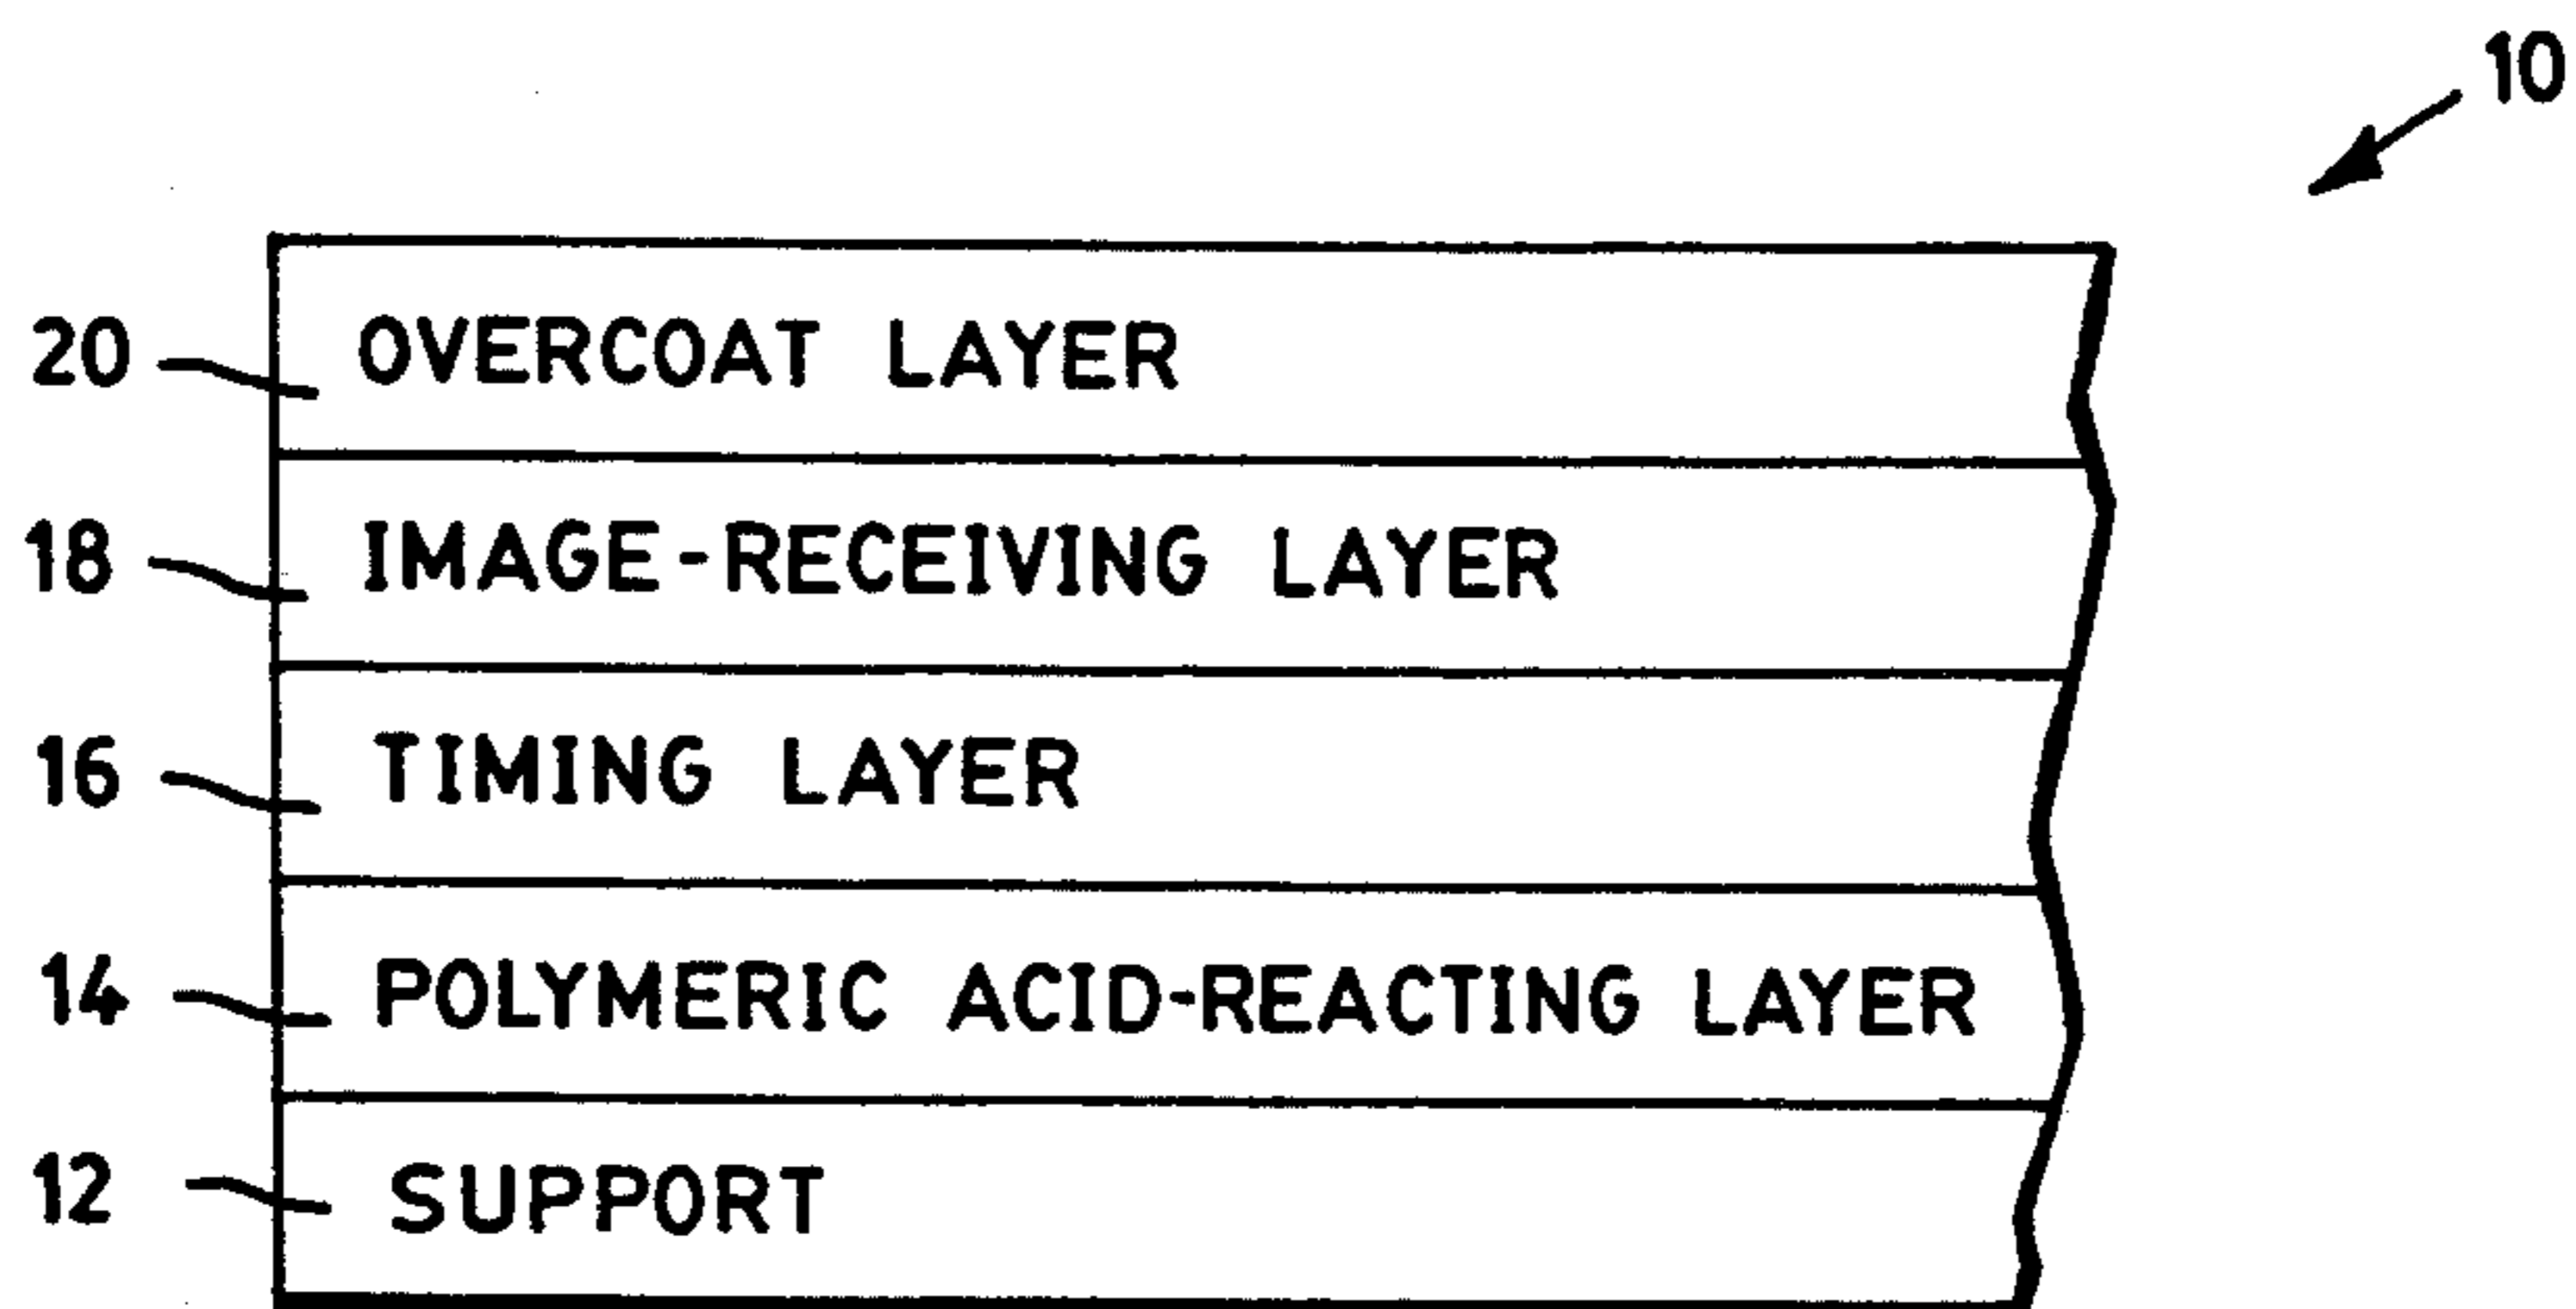 10
20 OVERCOAT LAYER
18 IMAGE-RECEIVING LAYER
16 TIMING LAYER
14 POLYMERIC ACID-REACTING LAYER
12 SUPPORT